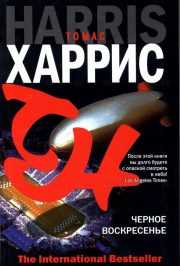 HARRIS
ТОМАС
ХАРРИС
После этой книги
вы долго будете
с опаской смотреть
в небо!
Los Angeles Times
ЧЕРНОЕ
ВОСКРЕСЕНЬЕ
The International Bestseller